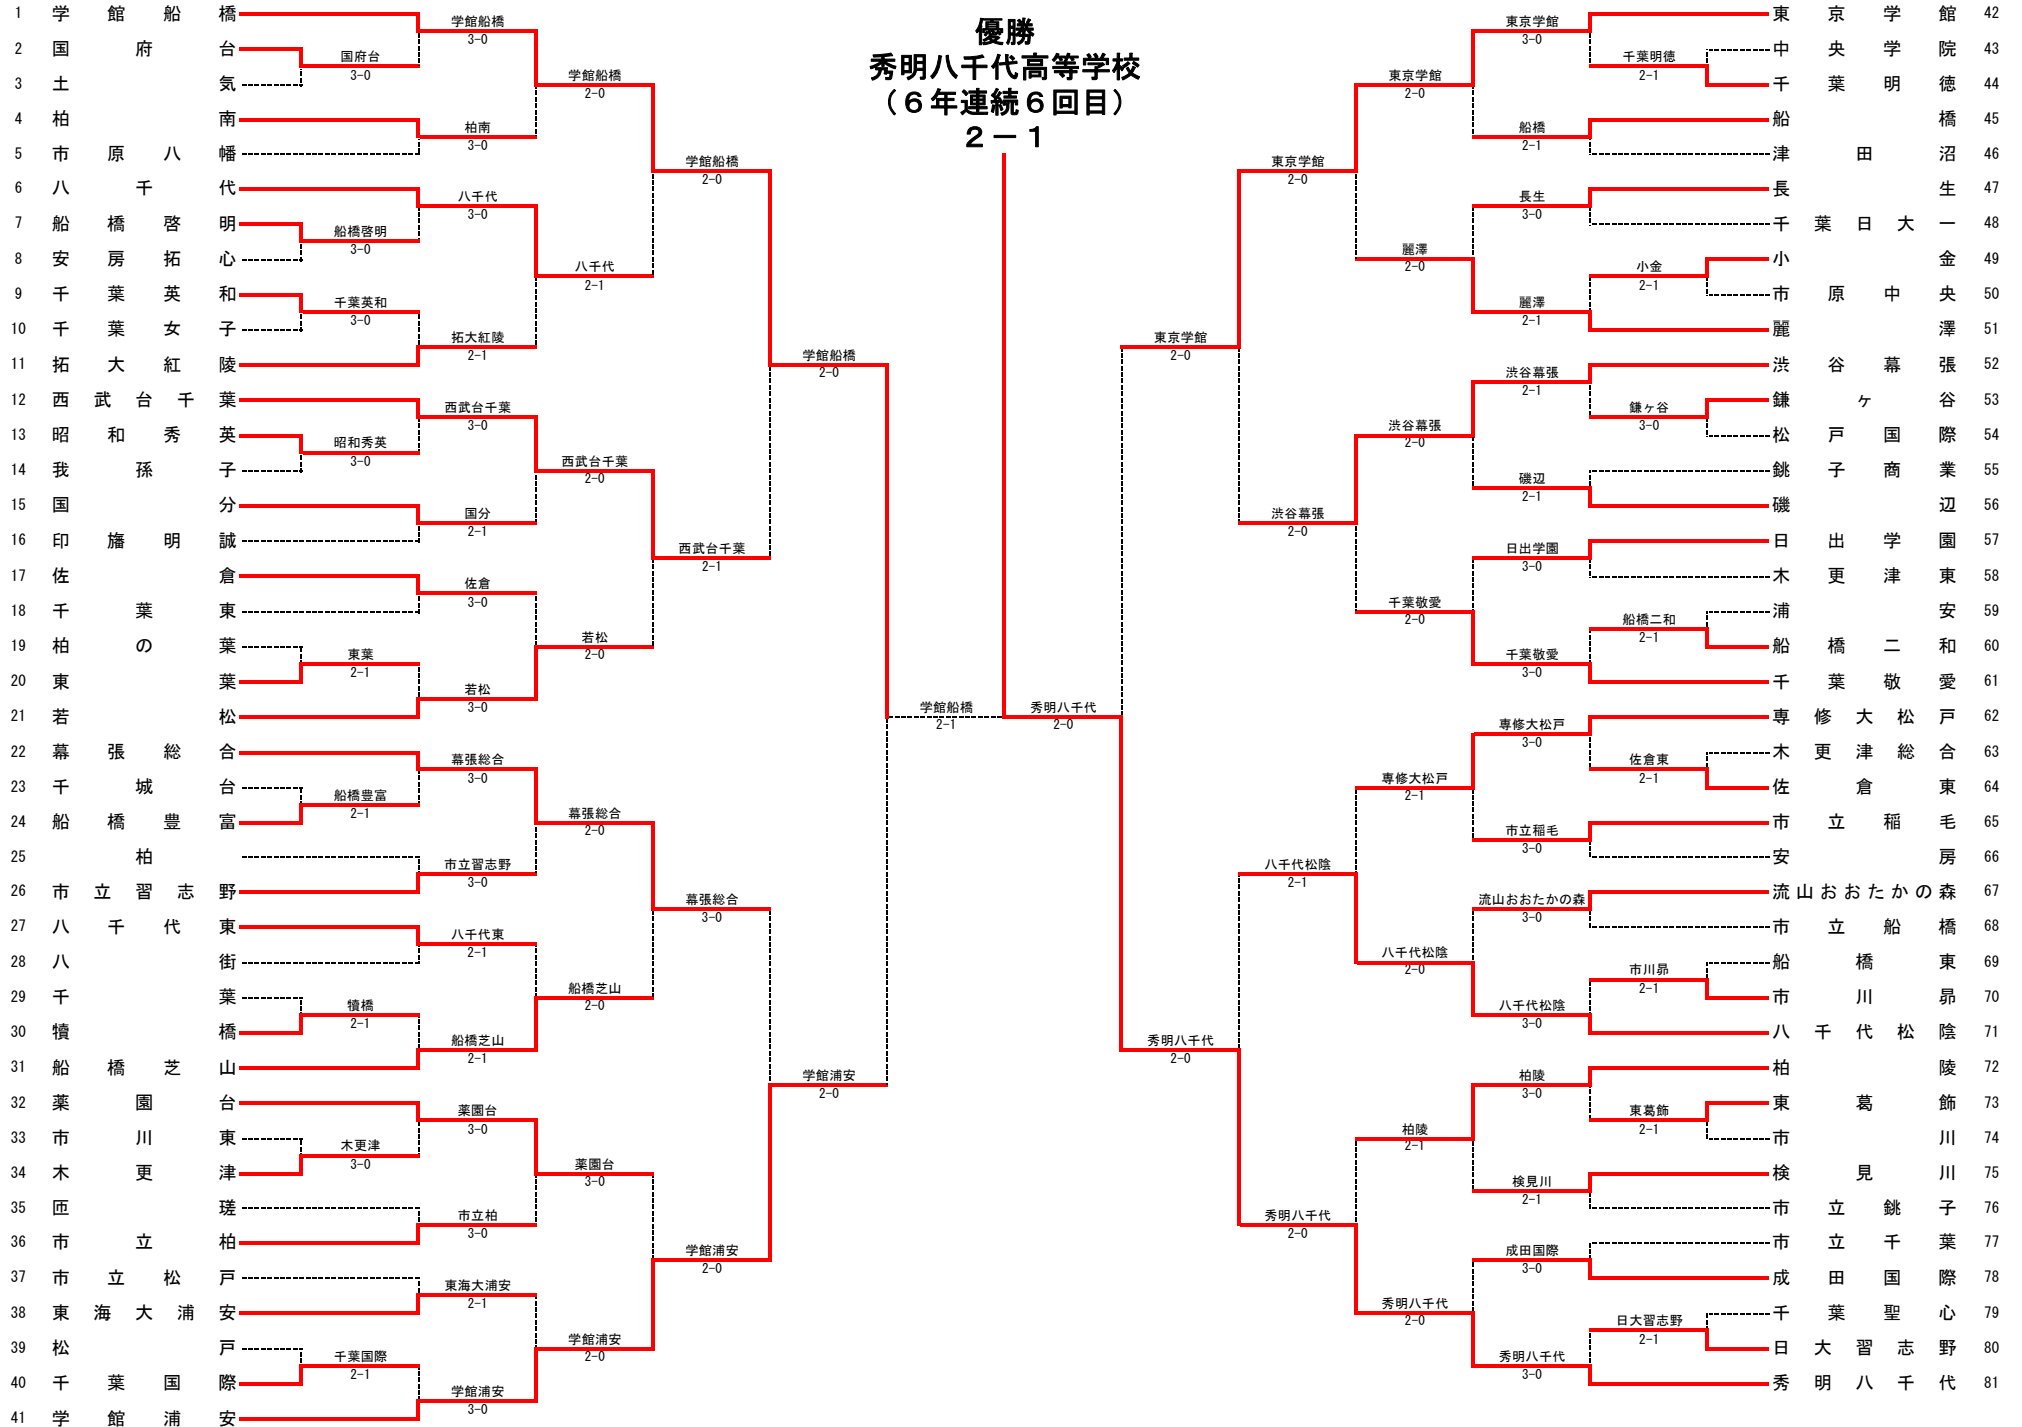 優勝
秀明八千代高等学校
（６年連続６回目）
２－１
1 学館船橋
2 国府台
3 土気
4 柏南
5 市原八幡
6 八千代
7 船橋啓明
8 安房拓心
9 千葉英和
10 千葉女子
11 拓大紅陵
12 西武台千葉
13 昭和秀英
14 我孫子
15 国分
16 印旛明誠
17 佐倉
18 千葉東
19 柏の葉
20 東葉
21 若松
22 幕張総合
23 千城台
24 船橋豊富
25 柏
26 市立習志野
27 八千代東
28 八街
29 千葉
30 犢橋
31 船橋芝山
32 薬園台
33 市川東
34 木更津
35 匝瑳
36 市立柏
37 市立松戸
38 東海大浦安
39 松戸
40 千葉国際
41 学館浦安
国府台
3-0
船橋啓明
3-0
千葉英和
3-0
昭和秀英
3-0
東葉
2-1
船橋豊富
2-1
犢橋
2-1
木更津
3-0
千葉国際
2-1
学館船橋
3-0
柏南
3-0
八千代
3-0
拓大紅陵
2-1
西武台千葉
3-0
国分
2-1
佐倉
3-0
若松
3-0
幕張総合
3-0
市立習志野
3-0
八千代東
2-1
船橋芝山
2-1
薬園台
3-0
市立柏
3-0
東海大浦安
2-1
学館浦安
3-0
学館船橋
2-0
八千代
2-1
西武台千葉
2-0
若松
2-0
幕張総合
2-0
船橋芝山
2-0
薬園台
3-0
学館浦安
2-0
学館船橋
2-0
西武台千葉
2-1
幕張総合
3-0
学館浦安
2-0
学館船橋
2-0
学館浦安
2-0
学館船橋
2-1
秀明八千代
2-0
東京学館
2-0
秀明八千代
2-0
東京学館
2-0
渋谷幕張
2-0
八千代松陰
2-1
秀明八千代
2-0
東京学館
2-0
麗澤
2-0
渋谷幕張
2-0
千葉敬愛
2-0
専修大松戸
2-1
八千代松陰
2-0
柏陵
2-1
秀明八千代
2-0
東京学館
3-0
船橋
2-1
長生
3-0
麗澤
2-1
渋谷幕張
2-1
磯辺
2-1
日出学園
3-0
千葉敬愛
3-0
専修大松戸
3-0
市立稲毛
3-0
流山おおたかの森
3-0
八千代松陰
3-0
柏陵
3-0
検見川
2-1
成田国際
3-0
秀明八千代
3-0
千葉明徳
2-1
小金
2-1
鎌ヶ谷
3-0
船橋二和
2-1
佐倉東
2-1
市川昴
2-1
東葛飾
2-1
日大習志野
2-1
東京学館 42
中央学院 43
千葉明徳 44
船橋 45
津田沼 46
長生 47
千葉日大一 48
小金 49
市原中央 50
麗澤 51
渋谷幕張 52
鎌ヶ谷 53
松戸国際 54
銚子商業 55
磯辺 56
日出学園 57
木更津東 58
浦安 59
船橋二和 60
千葉敬愛 61
専修大松戸 62
木更津総合 63
佐倉東 64
市立稲毛 65
安房 66
流山おおたかの森 67
市立船橋 68
船橋東 69
市川昴 70
八千代松陰 71
柏陵 72
東葛飾 73
市川 74
検見川 75
市立銚子 76
市立千葉 77
成田国際 78
千葉聖心 79
日大習志野 80
秀明八千代 81